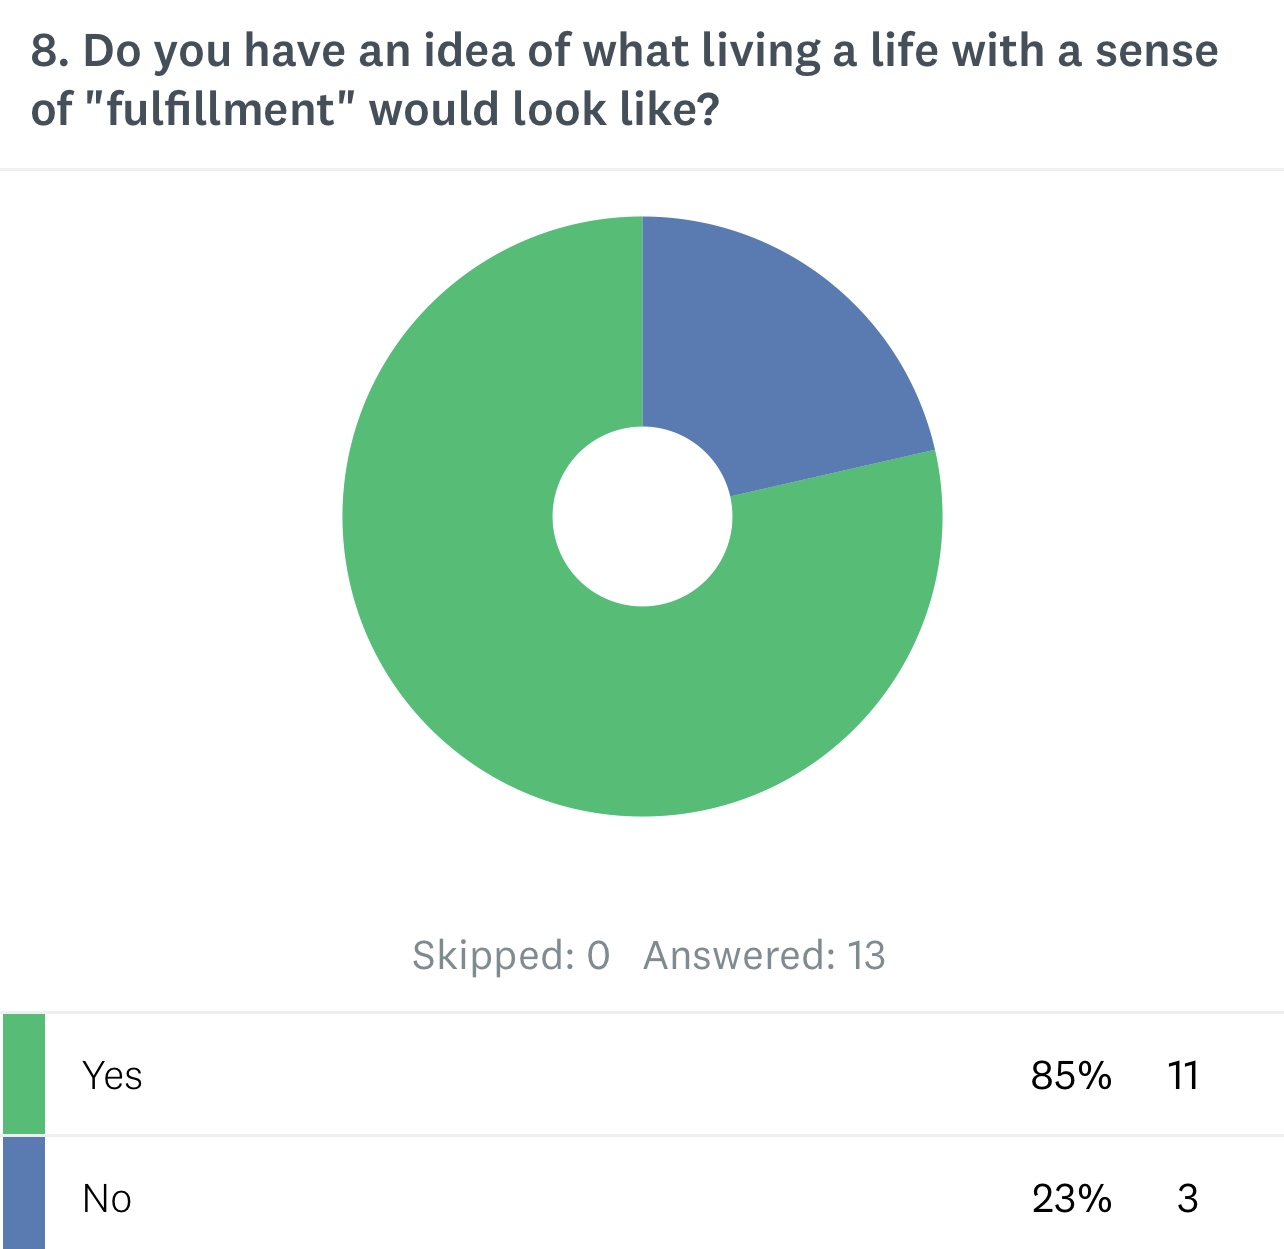 8. Do you have an idea of what living a life with a sense
of "fulfillment" would look like?
Skipped: 0 Answered: 13
Yes 85% 11
No 23% 3